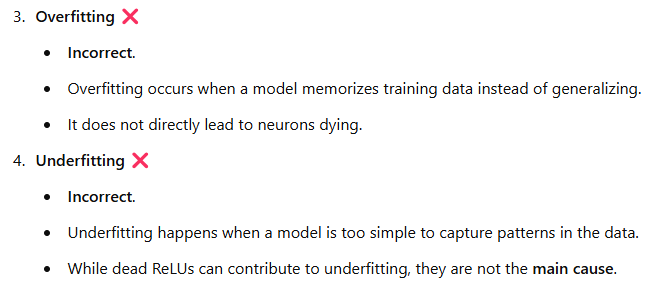 3. Overfitting ❌
• Incorrect.
• Overfitting occurs when a model memorizes training data instead of generalizing.
• It does not directly lead to neurons dying.
4. Underfitting ❌
• Incorrect.
• Underfitting happens when a model is too simple to capture patterns in the data.
• While dead ReLUs can contribute to underfitting, they are not the main cause.